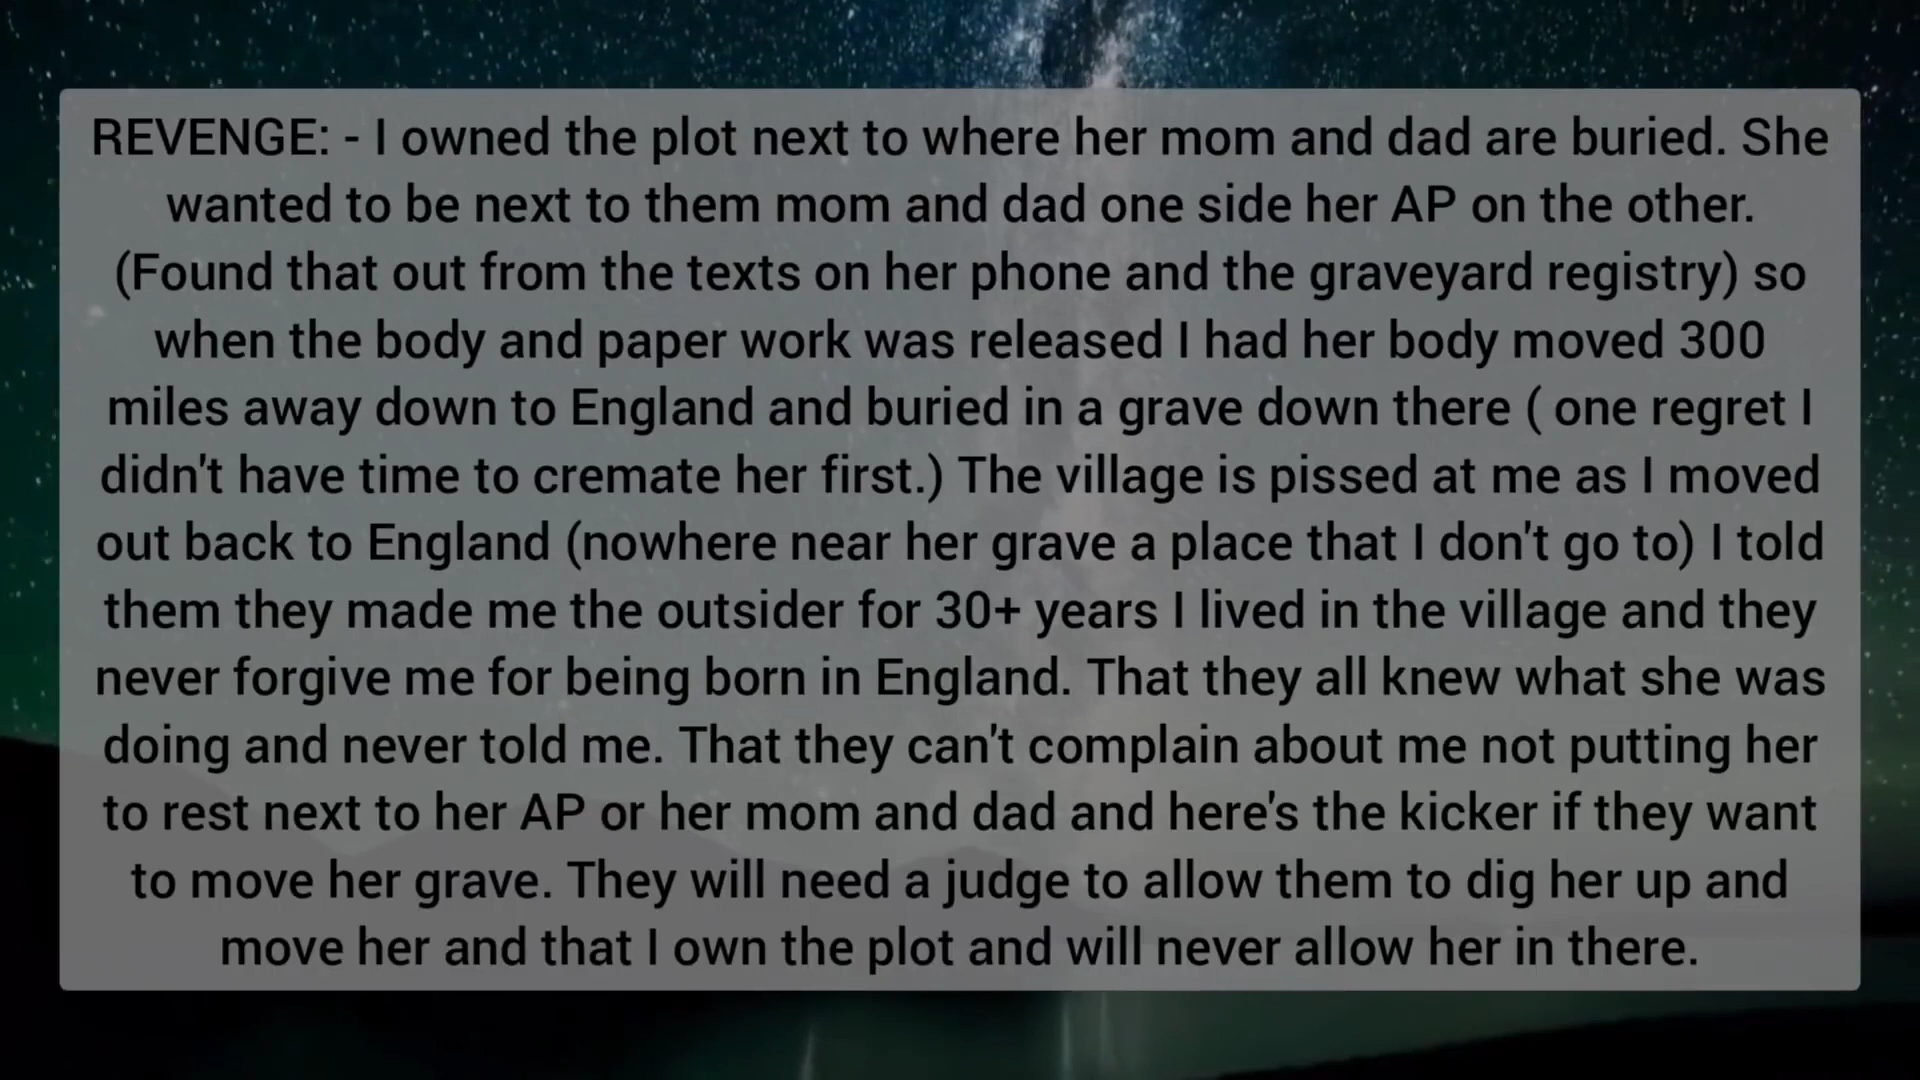 REVENGE: - I owned the plot next to where her mom and dad are buried. She
wanted to be next to them mom and dad one side her AP on the other.
(Found that out from the texts on her phone and the graveyard registry) so
when the body and paper work was released I had her body moved 300
miles away down to England and buried in a grave down there ( one regret I
didn't have time to cremate her first.) The village is pissed at me as I moved
out back to England (nowhere near her grave a place that I don't go to) I told
them they made me the outsider for 30+ years I lived in the village and they
never forgive me for being born in England. That they all knew what she was
doing and never told me. That they can't complain about me not putting her
to rest next to her AP or her mom and dad and here's the kicker if they want
to move her grave. They will need a judge to allow them to dig her up and
move her and that I own the plot and will never allow her in there.